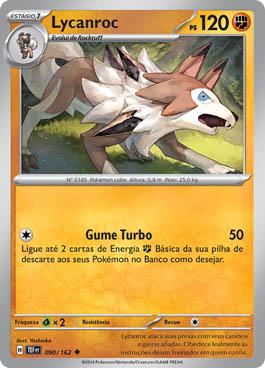 ESTÁGIO 1
Lycanroc
PS 120
Evolui de Rockruff
Nº 0745 Pokémon Lobo Altura: 0,8 m Peso: 25,0 kg
Gume Turbo 50
Ligue até 2 cartas de Energia Básica da sua pilha de
descarte aos seus Pokémon no Banco como desejar.
Fraqueza x2 Resistência Recuo
Ilust. Yoshioka
H TEF PT 090/162
©2024 Pokémon/Nintendo/Creatures/GAME FREAK
Lycanroc ataca suas presas com seus caninos
e garras afiadas. Obedece lealmente às
instruções de um Treinador em quem confia.